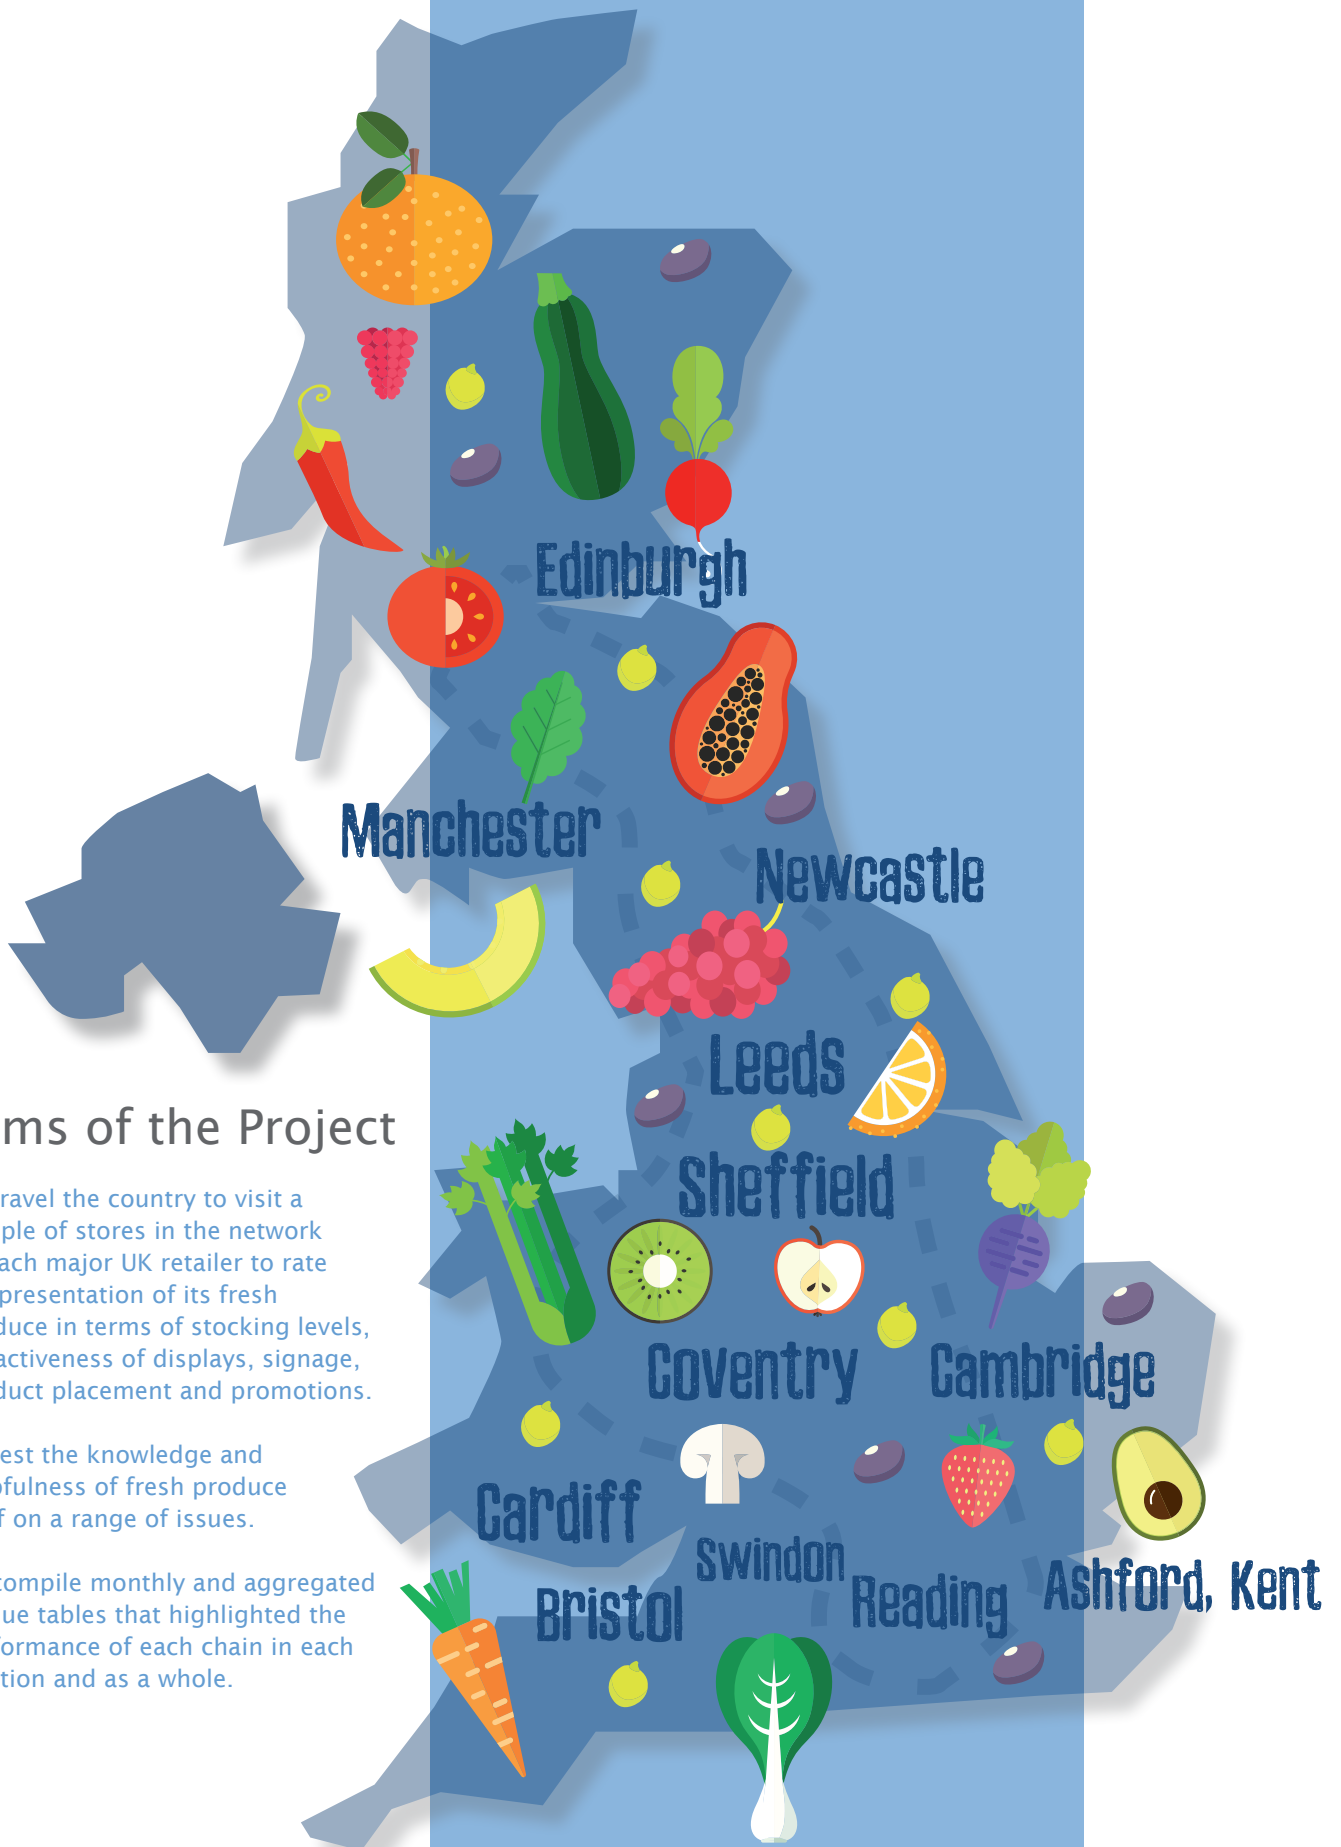 Edinburgh
Manchester
Newcastle
Leeds
Sheffield
Coventry
Cambridge
Cardiff
Swindon
Bristol
Reading
Ashford, Kent
ms of the Project
ravel the country to visit a
ple of stores in the network
ach major UK retailer to rate
presentation of its fresh
duce in terms of stocking levels,
activeness of displays, signage,
duct placement and promotions.
est the knowledge and
pfulness of fresh produce
f on a range of issues.
compile monthly and aggregated
ue tables that highlighted the
formance of each chain in each
tion and as a whole.